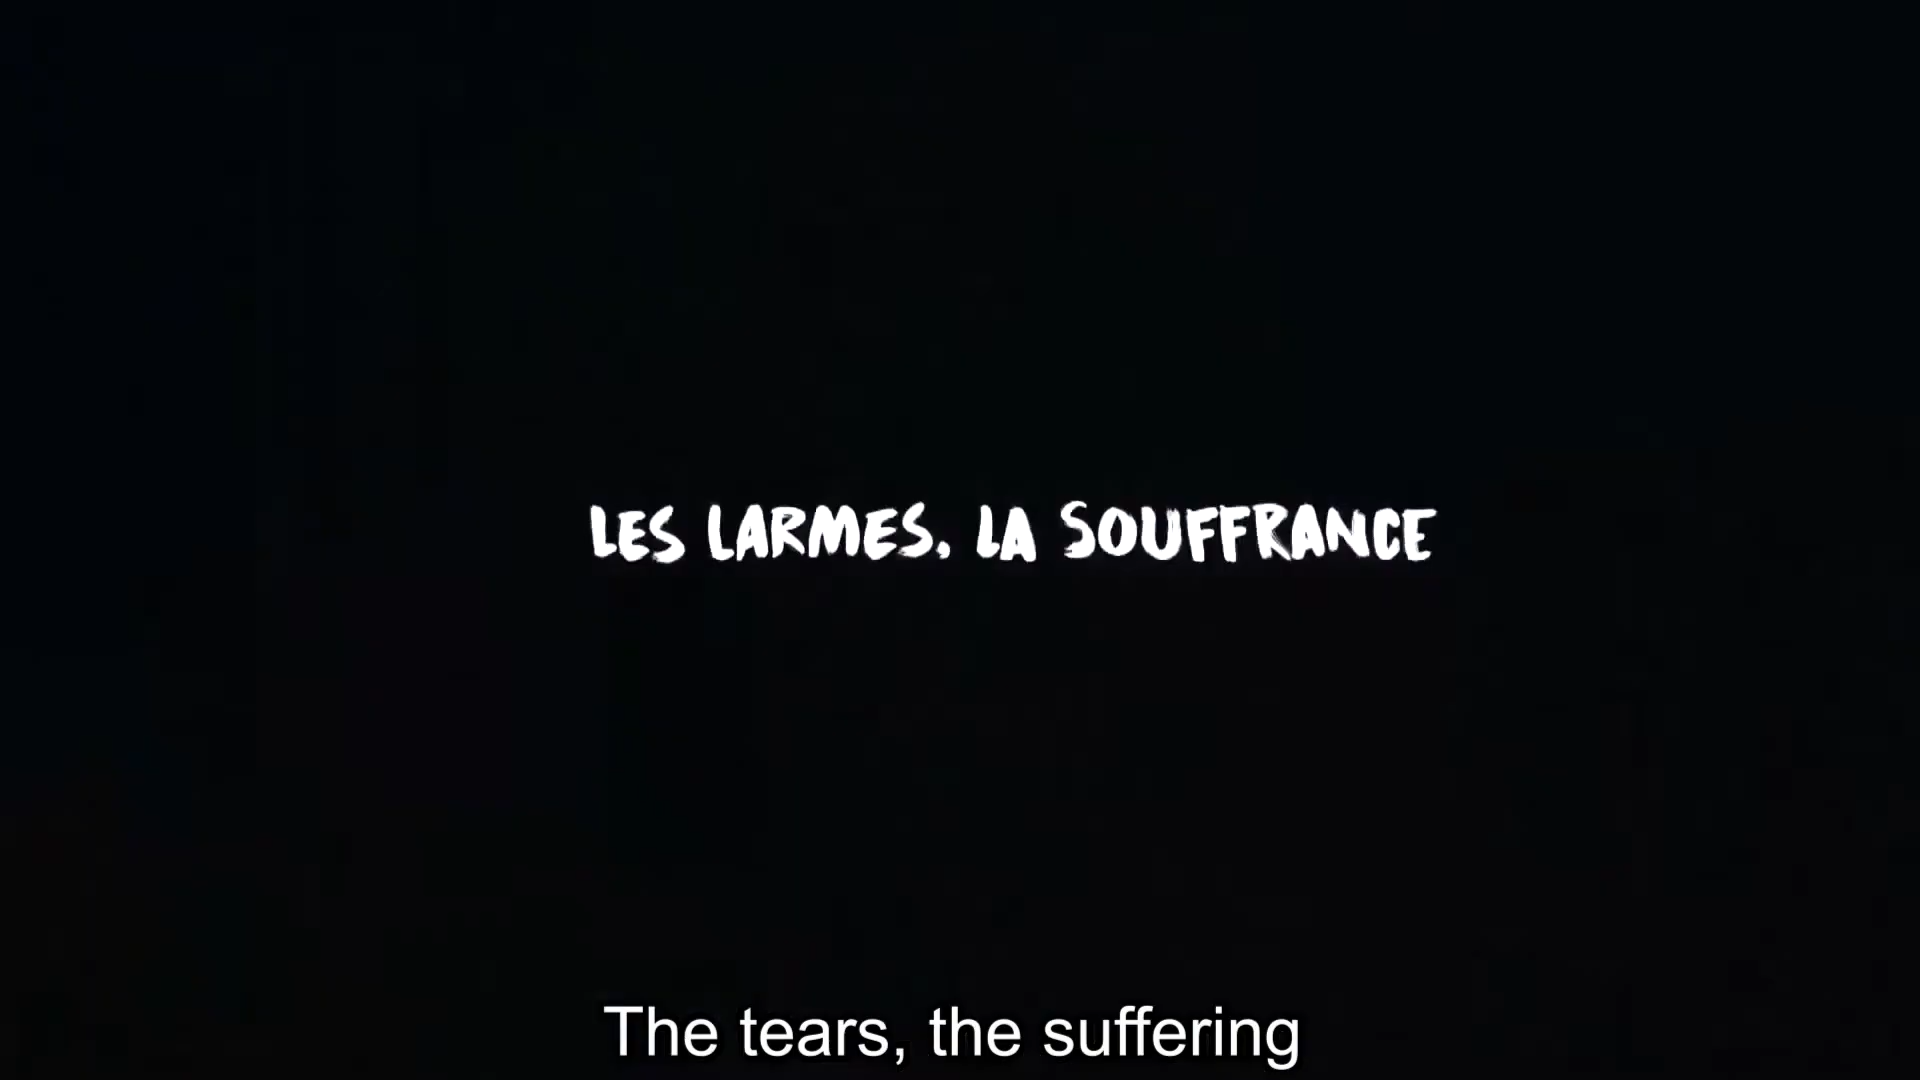 LES LARMES, LA SOUFFRANCE
The tears, the suffering